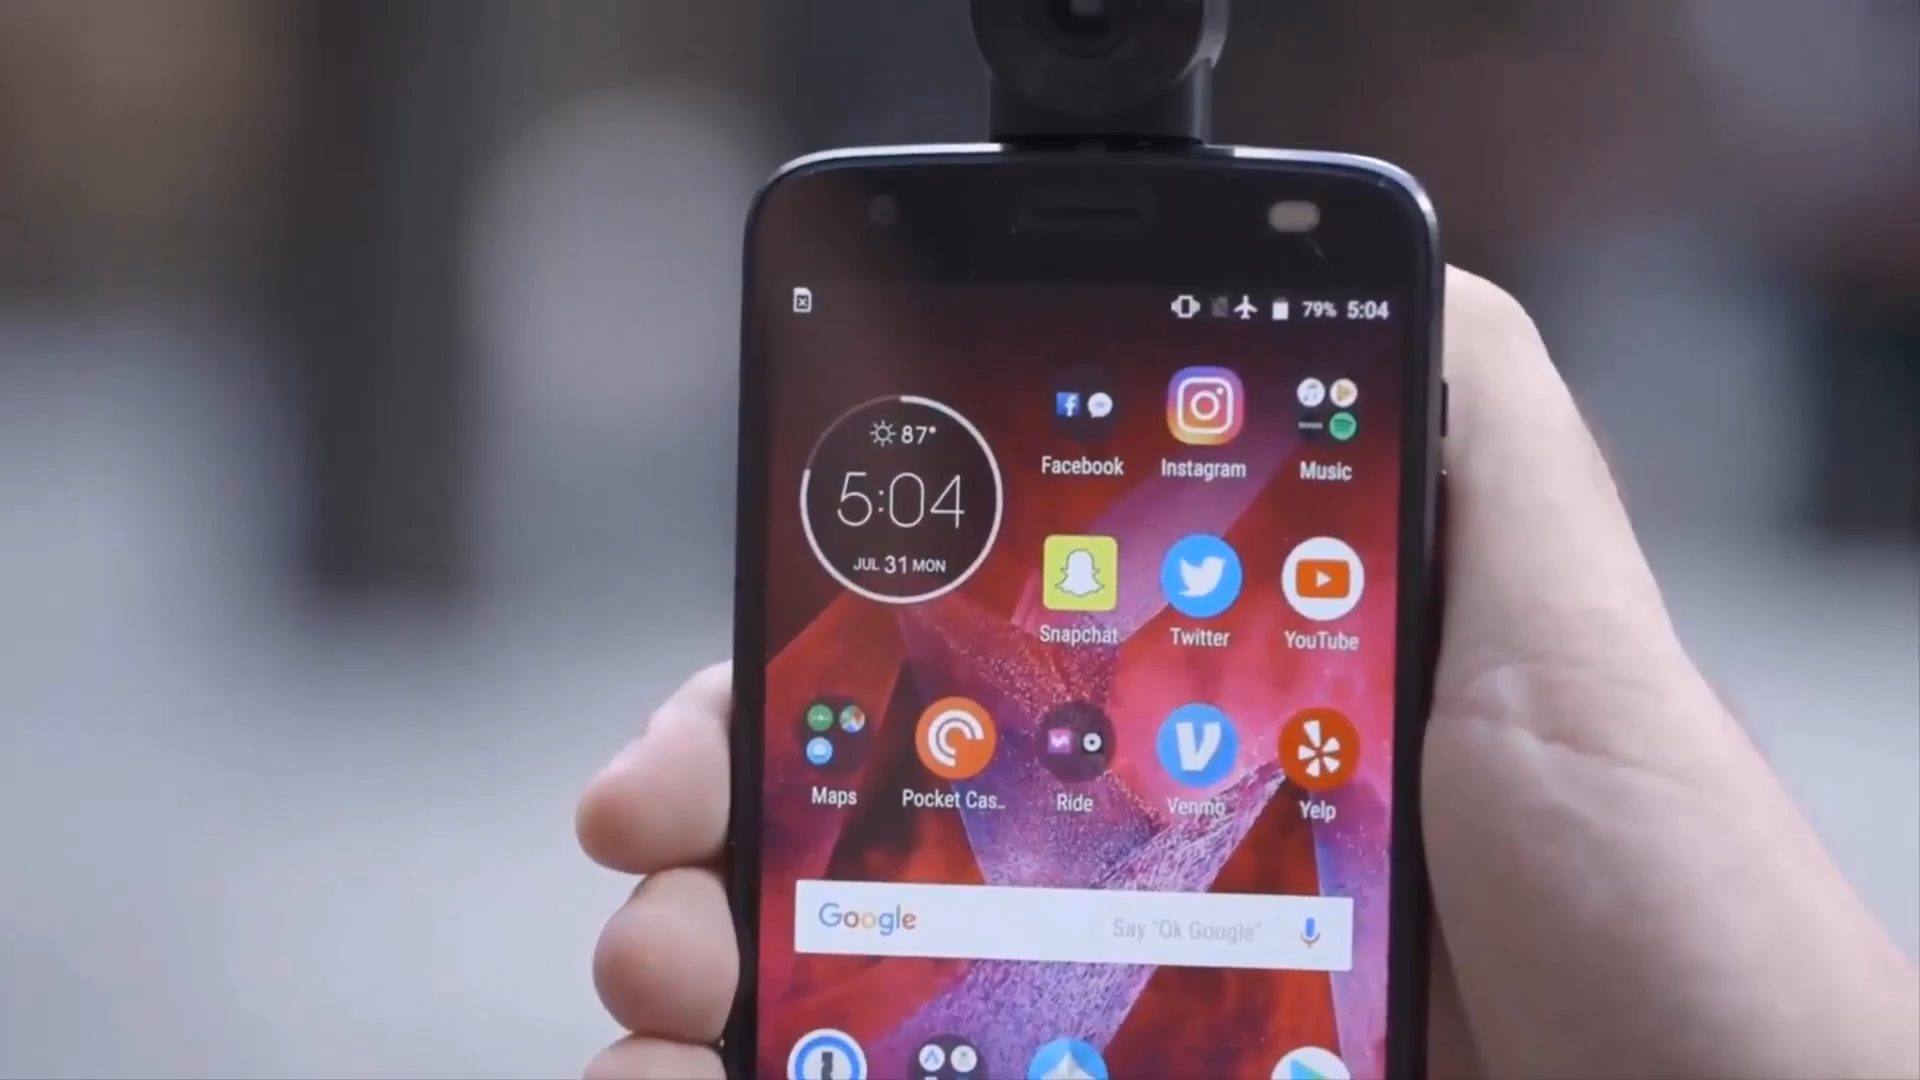 79% 5:04
87°
5:04
JUL 31 MON
Facebook
Instagram
Music
Snapchat
Twitter
YouTube
Maps
Pocket Cas..
Ride
Venmo
Yelp
Google
Say "Ok Google"